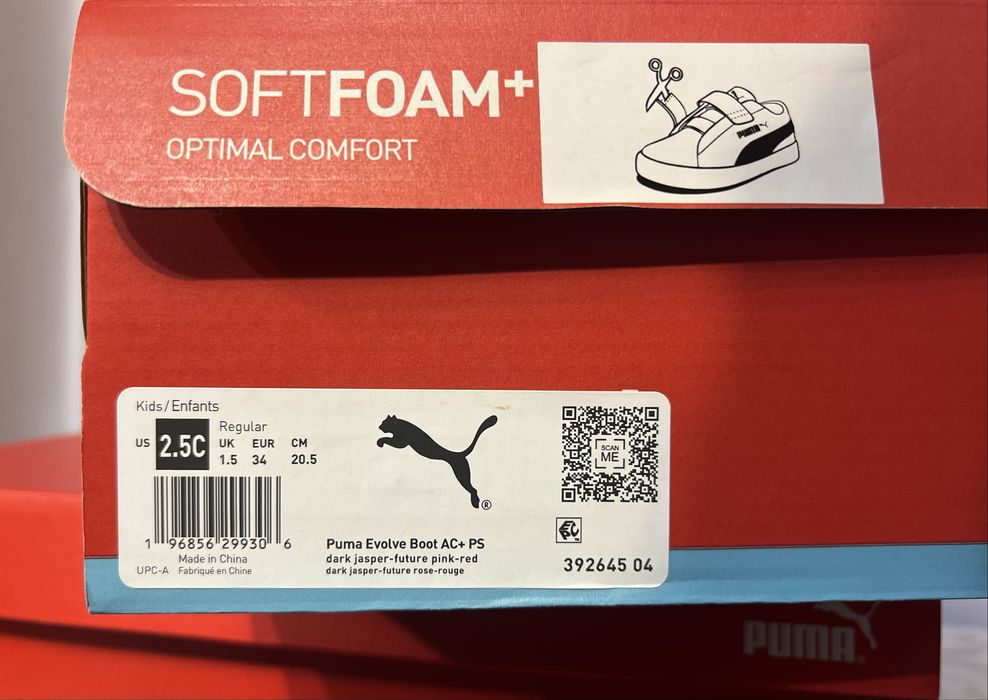 SOFTFOAM+
OPTIMAL COMFORT
PUMA
Kids/Enfants
Regular
US 2.5C UK EUR CM
1.5 34 20.5
SCAN
ME
1 96856 29930 6
Made in China
UPC-A Fabriqué en Chine
Puma Evolve Boot AC+ PS
dark jasper-future pink-red
dark jasper-future rose-rouge
®
392645 04
PUMA